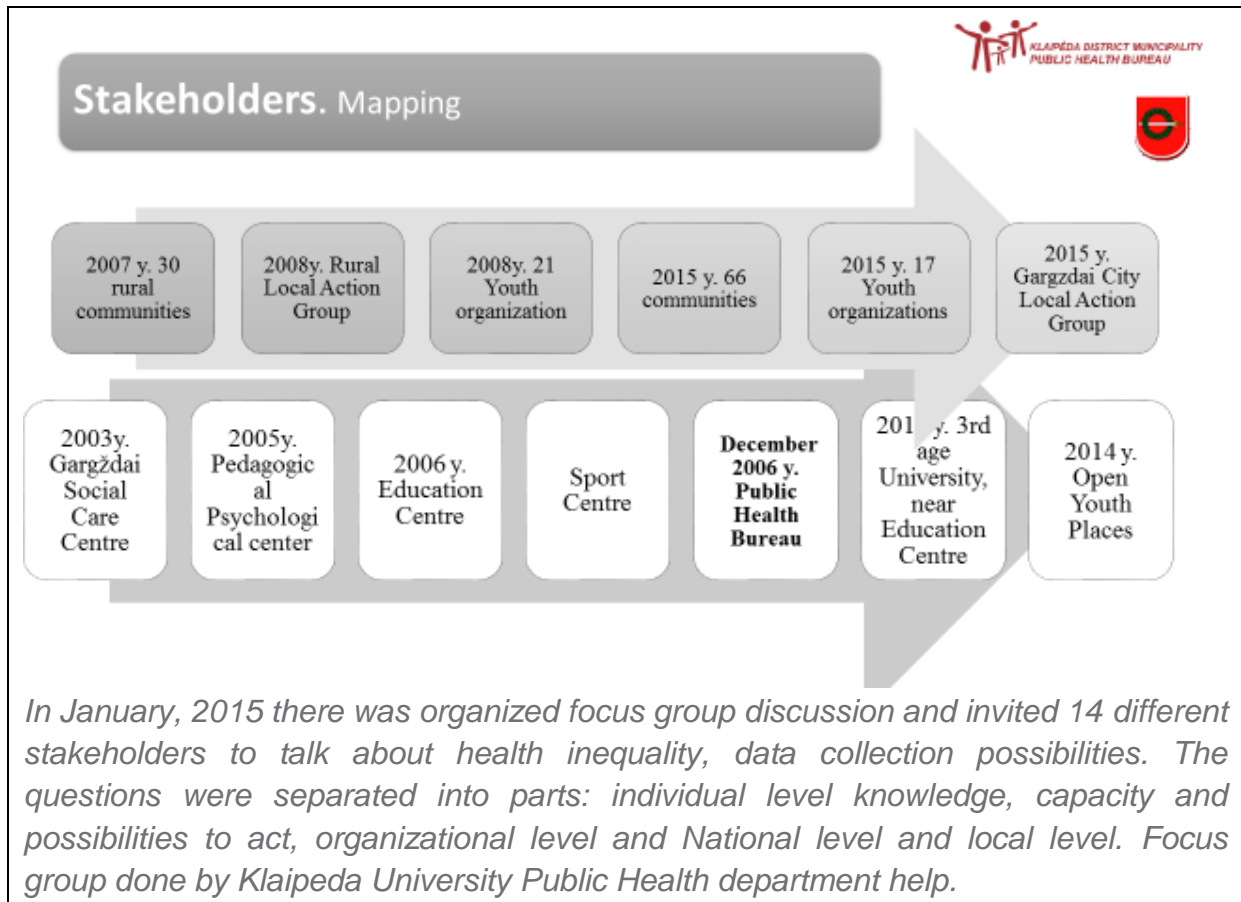 KLAIPĖDA DISTRICT MUNICIPALITY
PUBLIC HEALTH BUREAU
Stakeholders. Mapping
2007 y. 30
rural
communities
2008y. Rural
Local Action
Group
2008y. 21
Youth
organization
2015 y. 66
communities
2015 y. 17
Youth
organizations
2015 y.
Gargzdai City
Local Action
Group
2003y.
Gargždai
Social
Care
Centre
2005y.
Pedagogic
al
Psychologi
cal center
2006 y.
Education
Centre
Sport
Centre
December
2006 y.
Public
Health
Bureau
y. 3rd
age
University,
near
Education
Centre
2014 y.
Open
Youth
Places
In January, 2015 there was organized focus group discussion and invited 14 different
stakeholders to talk about health inequality, data collection possibilities. The
questions were separated into parts: individual level knowledge, capacity and
possibilities to act, organizational level and National level and local level. Focus
group done by Klaipeda University Public Health department help.